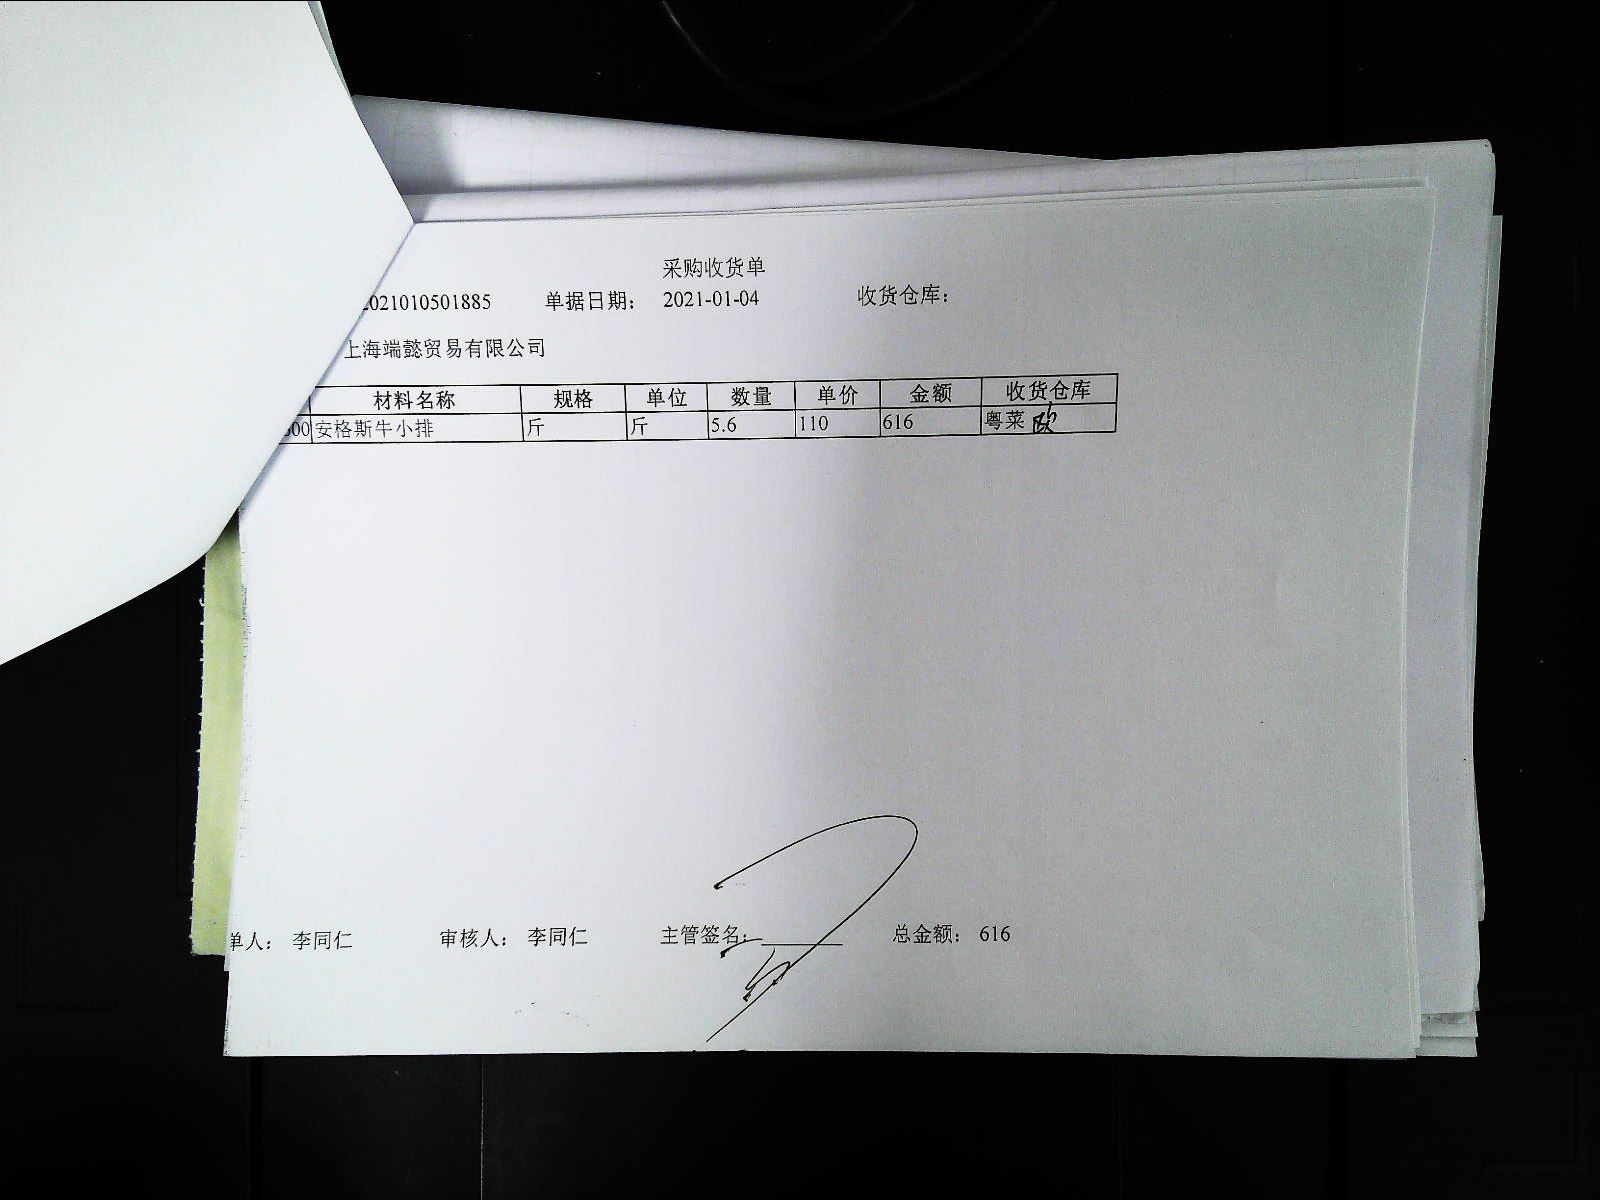 采购收货单
2021010501885 单据日期： 2021-01-04 收货仓库：
上海端懿贸易有限公司
材料名称 规格 单位 数量 单价 金额 收货仓库
00 安格斯牛小排 斤 斤 5.6 110 616 粤菜 欧
单人： 李同仁 审核人： 李同仁 主管签名： 总金额： 616